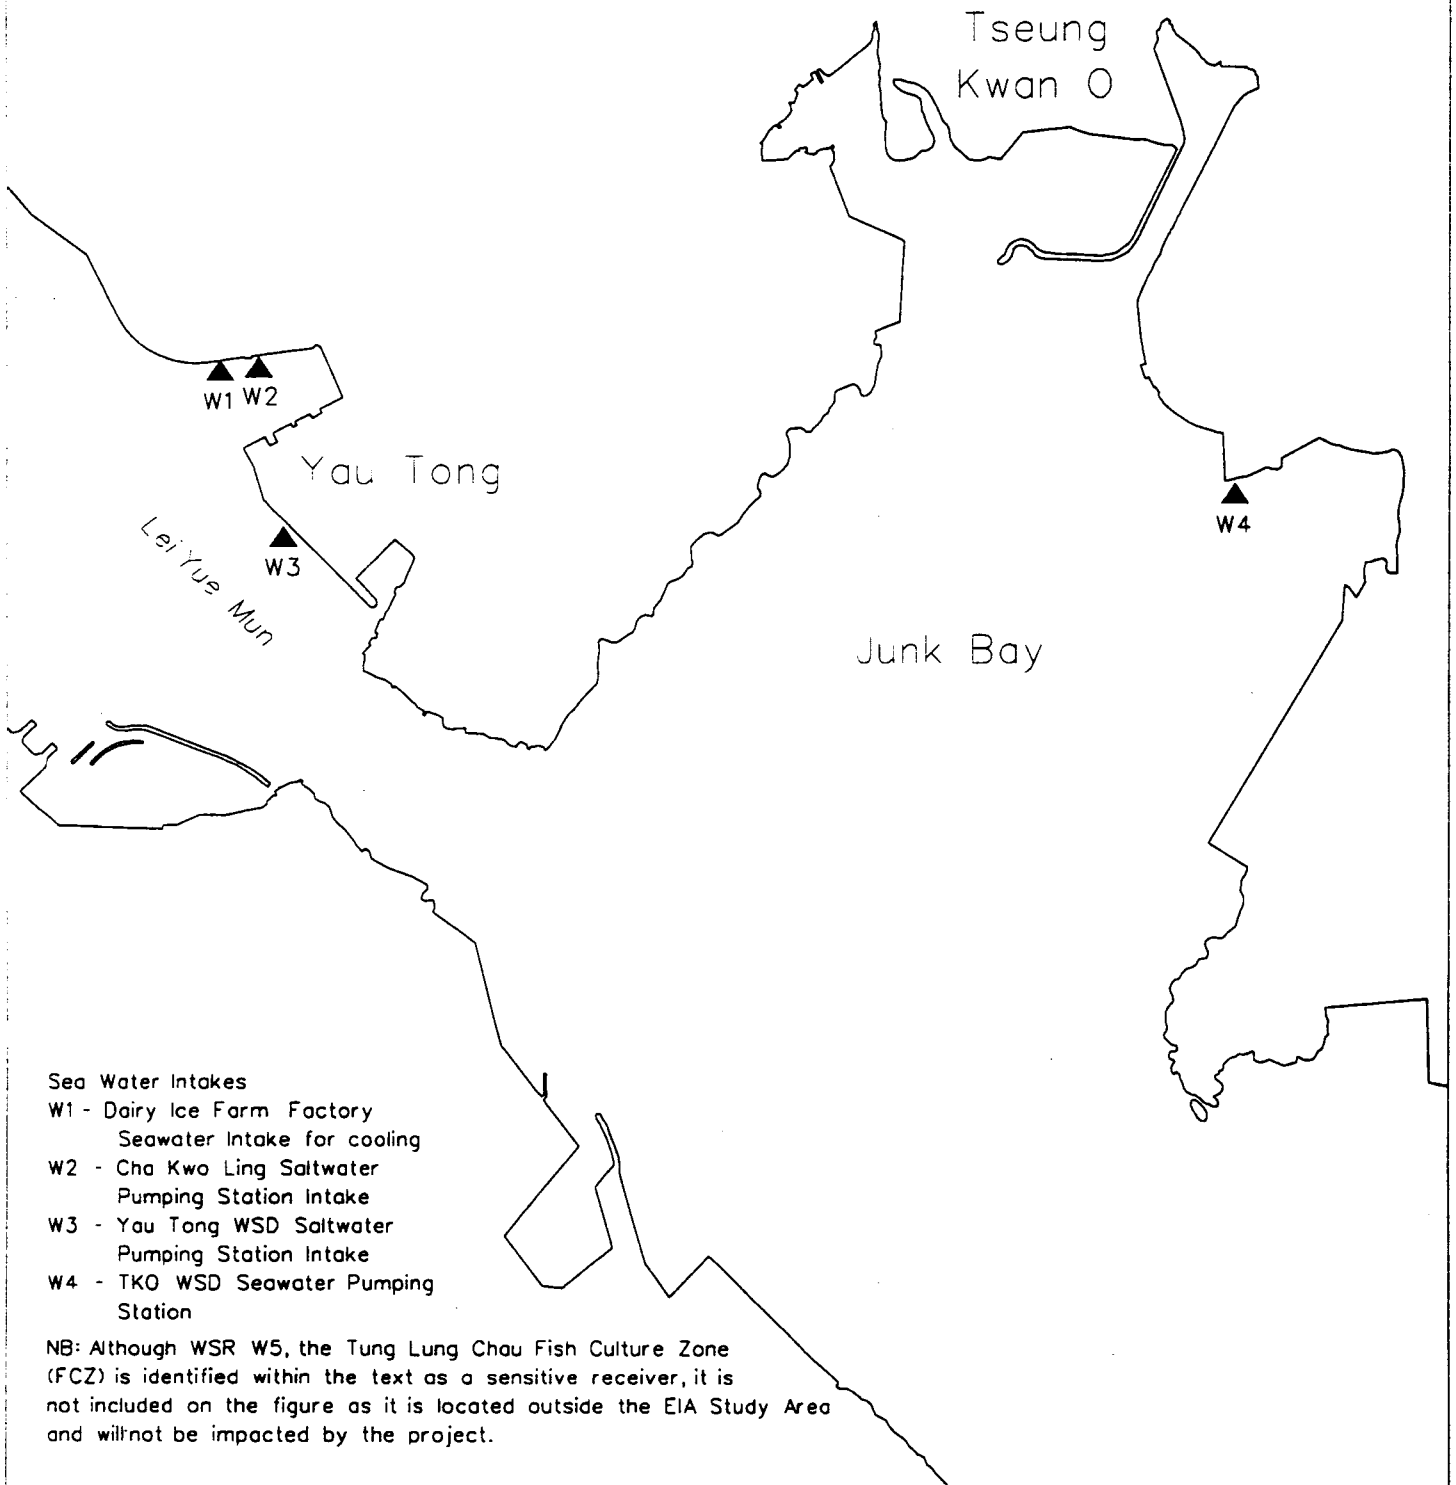 Tseung
Kwan O
W1 W2
Yau Tong
Lei Yue Mun
W3
W4
Junk Bay
Sea Water Intakes
W1 - Dairy Ice Farm Factory
Seawater Intake for cooling
W2 - Cha Kwo Ling Saltwater
Pumping Station Intake
W3 - Yau Tong WSD Saltwater
Pumping Station Intake
W4 - TKO WSD Seawater Pumping
Station
NB: Although WSR W5, the Tung Lung Chau Fish Culture Zone
(FCZ) is identified within the text as a sensitive receiver, it is
not included on the figure as it is located outside the EIA Study Area
and will not be impacted by the project.